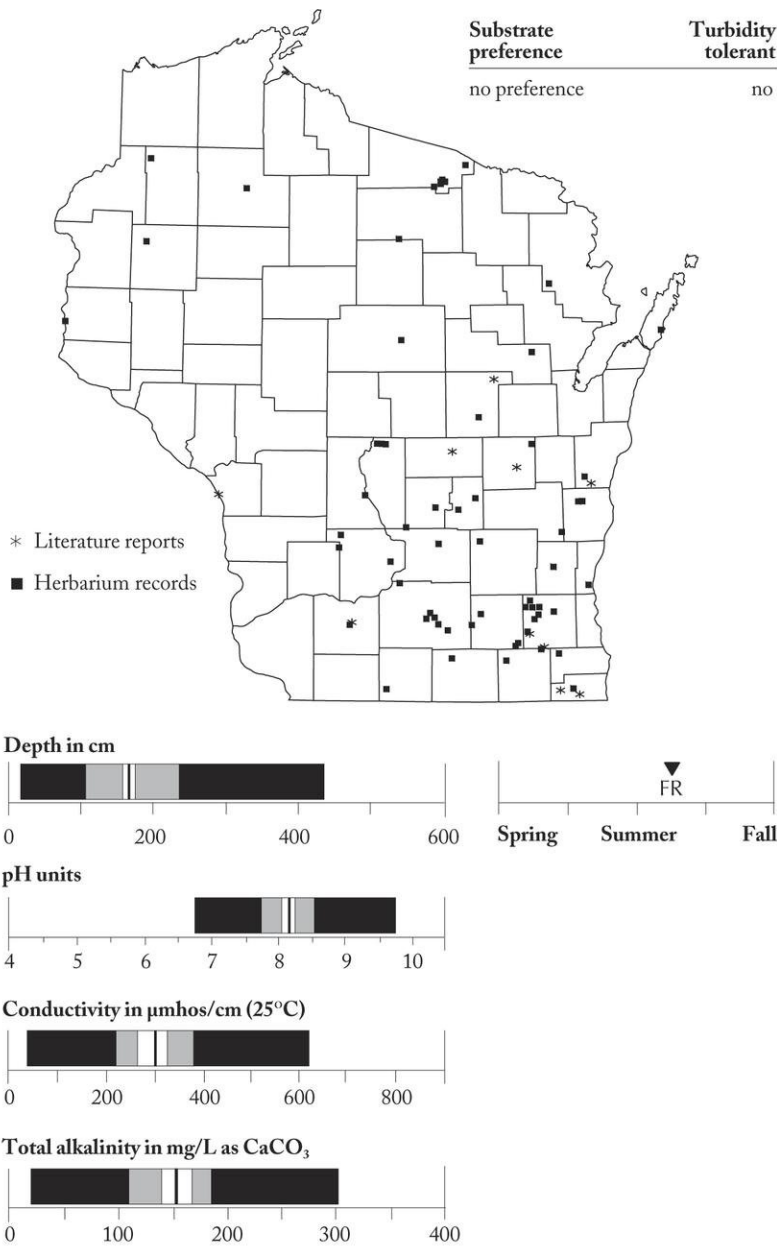 Substrate preference
Turbidity tolerant
no preference
no
* Literature reports
■ Herbarium records
Depth in cm
0 200 400 600
FR
Spring Summer Fall
pH units
4 5 6 7 8 9 10
Conductivity in μmhos/cm (25°C)
0 200 400 600 800
Total alkalinity in mg/L as CaCO₃
0 100 200 300 400